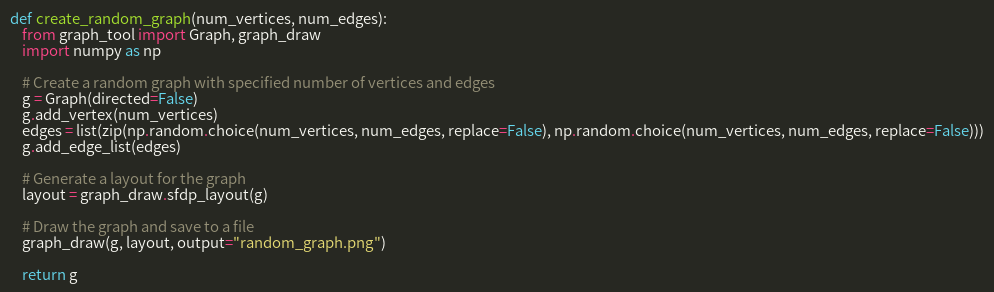 def create_random_graph(num_vertices, num_edges):
from graph_tool import Graph, graph_draw
import numpy as np
# Create a random graph with specified number of vertices and edges
g = Graph(directed=False)
g.add_vertex(num_vertices)
edges = list(zip(np.random.choice(num_vertices, num_edges, replace=False), np.random.choice(num_vertices, num_edges, replace=False)))
g.add_edge_list(edges)
# Generate a layout for the graph
layout = graph_draw.sfdp_layout(g)
# Draw the graph and save to a file
graph_draw(g, layout, output="random_graph.png")
return g